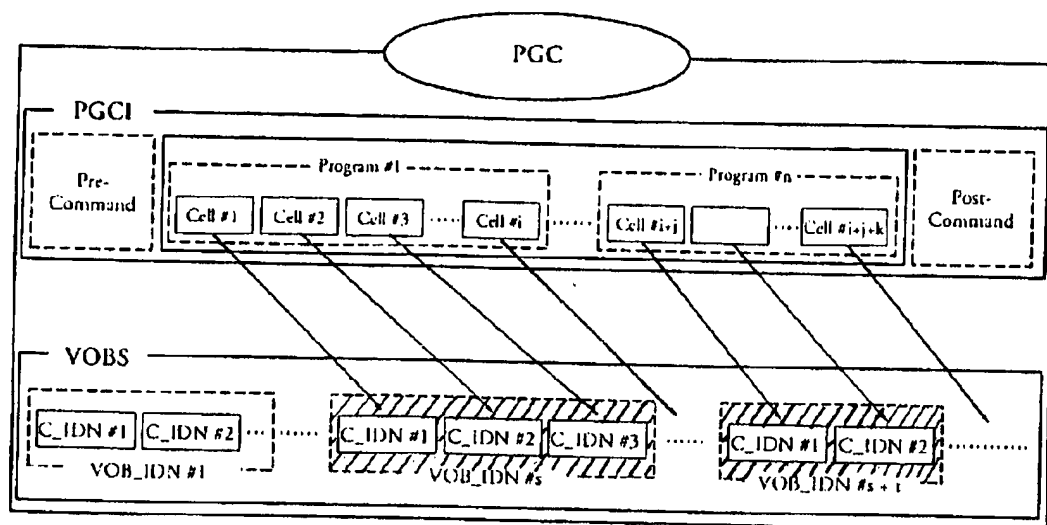 PGC
PGCI
Pre-
Command
Program #1
Cell #1 Cell #2 Cell #3 ..... Cell #i
.......
Program #n
Cell #i+j .... Cell #i+j+k
Post-
Command
VOBS
C_IDN #1 C_IDN #2 ....
VOB_IDN #1
.......
C_IDN #1 C_IDN #2 C_IDN #3
VOB_IDN #s
.......
C_IDN #1 C_IDN #2
VOB_IDN #s + t
..............